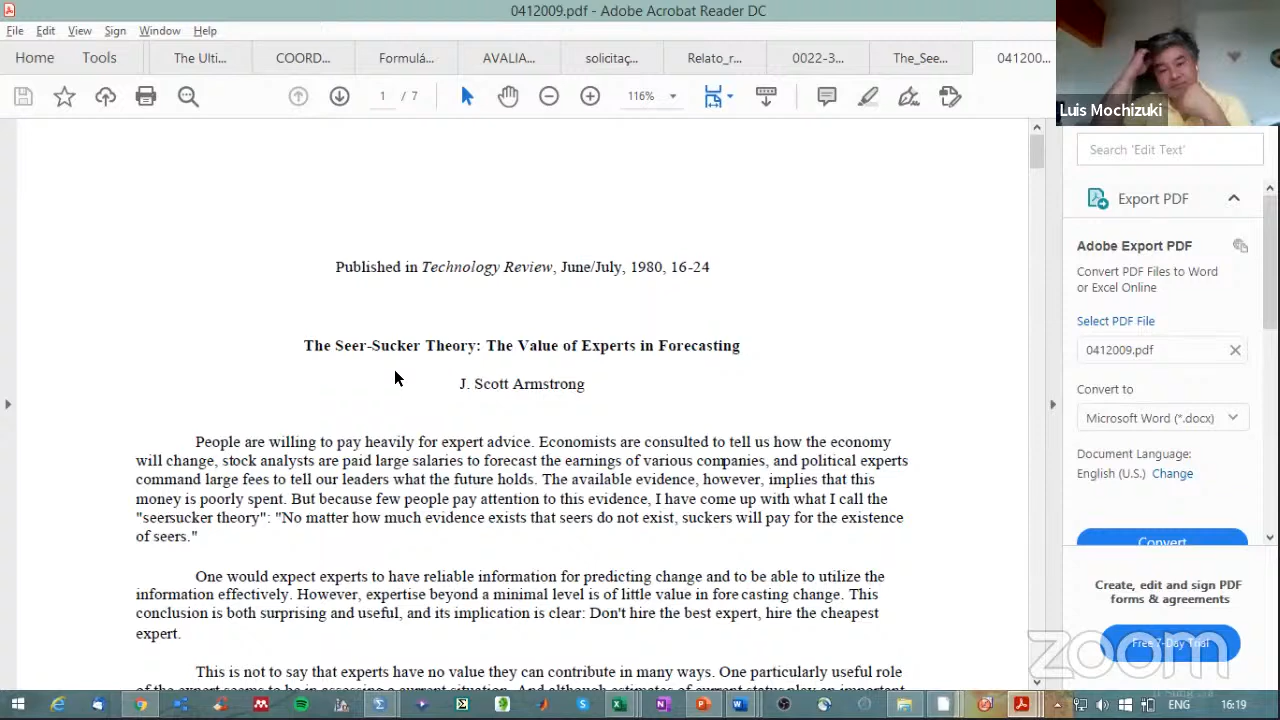 0412009.pdf - Adobe Acrobat Reader DC
File Edit View Sign Window Help
Home Tools The Ulti... COORD... Formulá... AVALIA... solicitaç... Relato_r... 0022-3... The_See... 041200...
1 / 7 116%
Luis Mochizuki
Search 'Edit Text'
Export PDF
Adobe Export PDF
Convert PDF Files to Word
or Excel Online
Select PDF File
0412009.pdf
Convert to
Microsoft Word (*.docx)
Document Language:
English (U.S.) Change
Convert
Create, edit and sign PDF
forms & agreements
Free 7-Day Trial
zoom
Published in Technology Review, June/July, 1980, 16-24
The Seer-Sucker Theory: The Value of Experts in Forecasting
J. Scott Armstrong
People are willing to pay heavily for expert advice. Economists are consulted to tell us how the economy
will change, stock analysts are paid large salaries to forecast the earnings of various companies, and political experts
command large fees to tell our leaders what the future holds. The available evidence, however, implies that this
money is poorly spent. But because few people pay attention to this evidence, I have come up with what I call the
"seersucker theory": "No matter how much evidence exists that seers do not exist, suckers will pay for the existence
of seers."
One would expect experts to have reliable information for predicting change and to be able to utilize the
information effectively. However, expertise beyond a minimal level is of little value in fore casting change. This
conclusion is both surprising and useful, and its implication is clear: Don't hire the best expert, hire the cheapest
expert.
This is not to say that experts have no value they can contribute in many ways. One particularly useful role
ENG 16:19